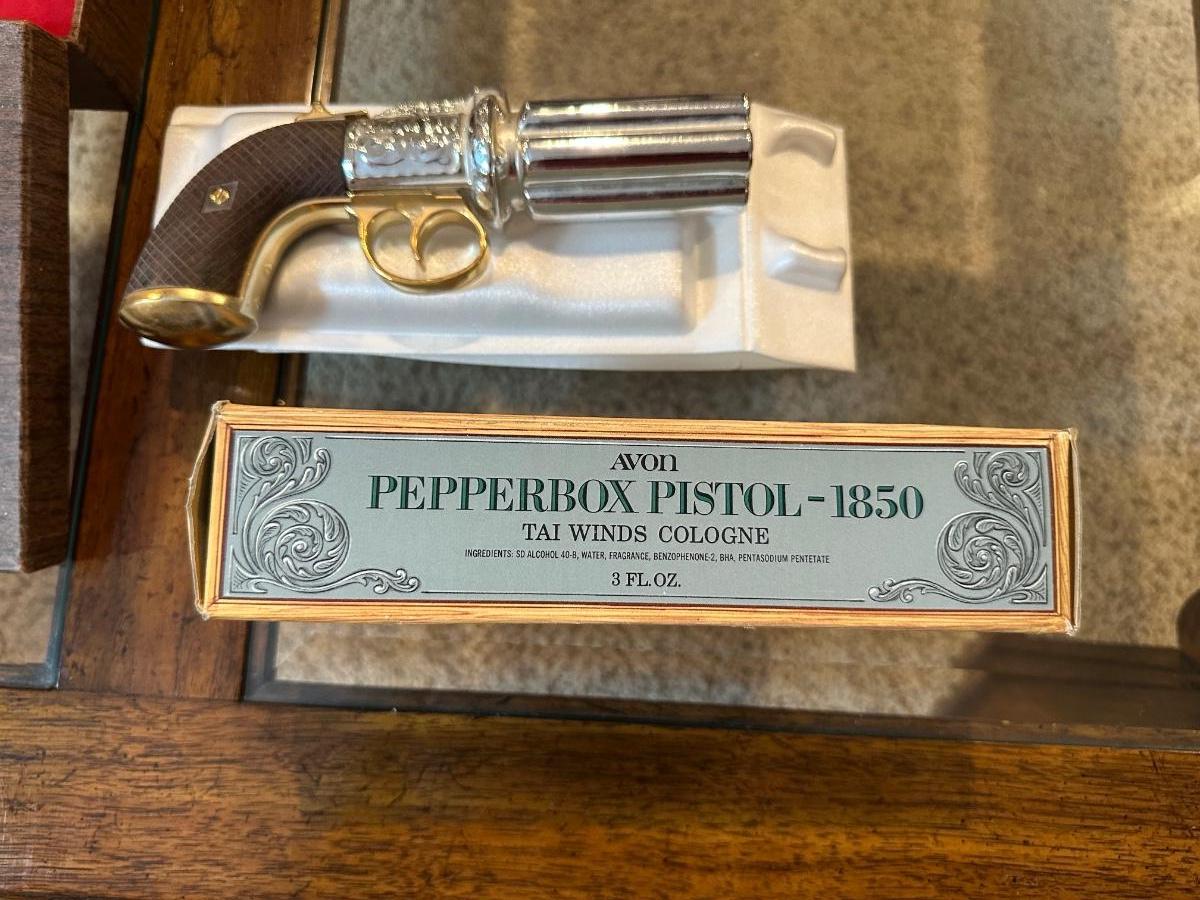 AVON
PEPPERBOX PISTOL-1850
TAI WINDS COLOGNE
INGREDIENTS: SD ALCOHOL 40-B, WATER, FRAGRANCE, BENZOPHENONE-2, BHA, PENTASODIUM PENTETATE
3 FL.OZ.